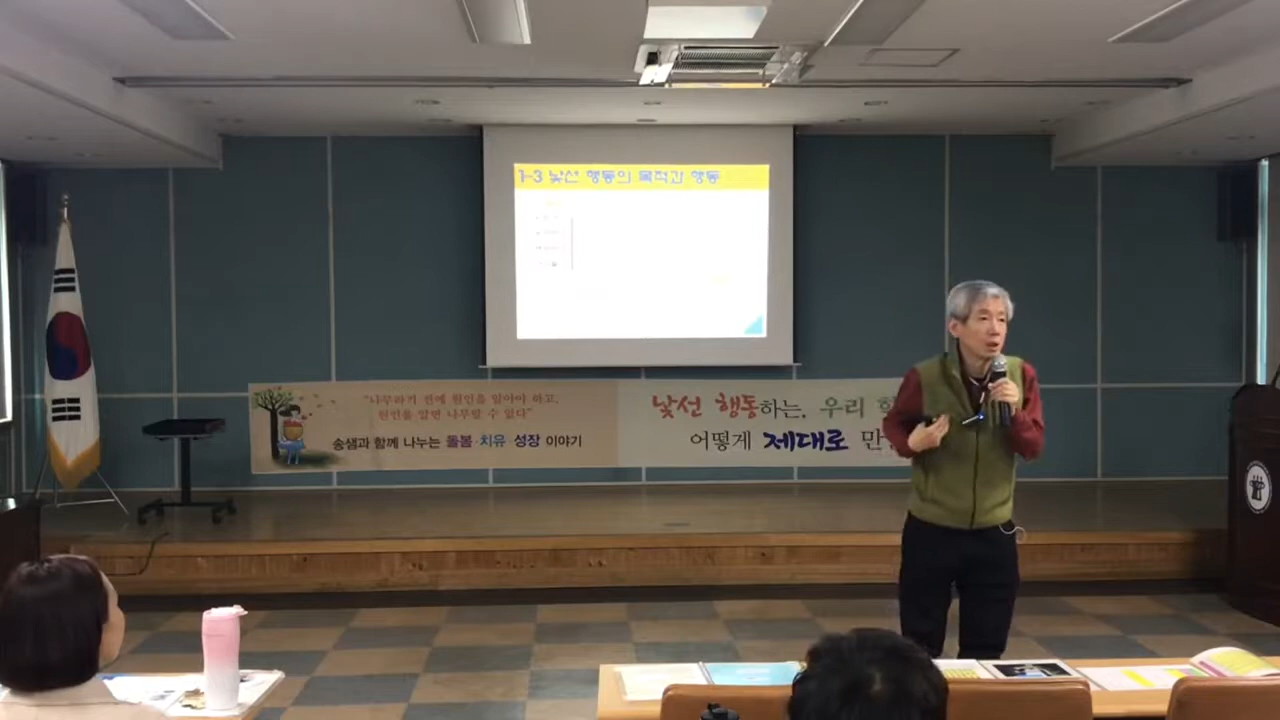 1-3 낯선 행동의 목적과 행동
"나무라기 전에 원인을 알아야 하고,
원인을 알면 나무랄 수 없다"
송샘과 함께 나누는 돌봄·치유·성장 이야기
낯선 행동하는, 우리
어떻게 제대로